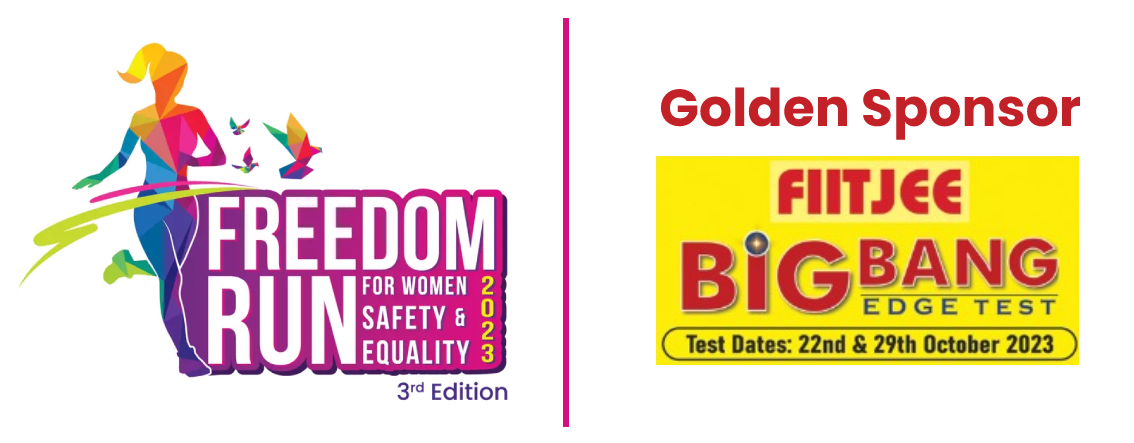 FREEDOM
RUN
FOR WOMEN
SAFETY &
EQUALITY
2023
3rd Edition
Golden Sponsor
FIITJEE
BIG BANG
EDGE TEST
Test Dates: 22nd & 29th October 2023